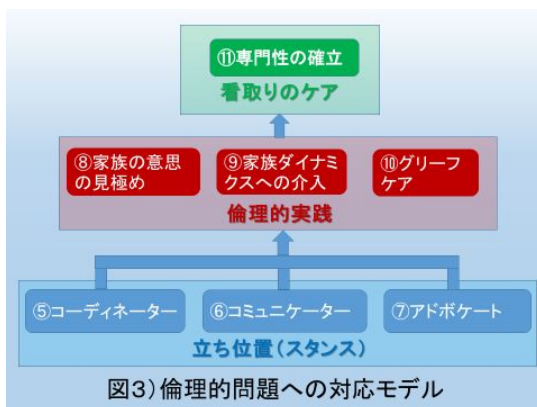 ⑪専門性の確立
看取りのケア
⑧家族の意思
の見極め
⑨家族ダイナミ
クスへの介入
⑩グリーフ
ケア
倫理的実践
⑤コーディネーター
⑥コミュニケーター
⑦アドボケート
立ち位置(スタンス)
図3)倫理的問題への対応モデル